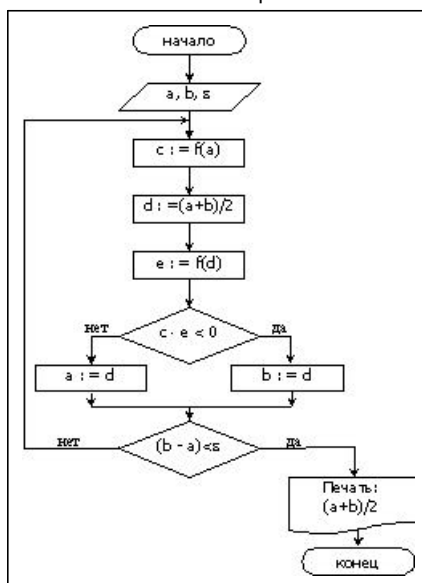 начало
a, b, s
c : = f(a)
d : =(a+b)/2
e : = f(d)
нет
c · e < 0
да
a : = d
b : = d
нет
(b - a)<s
да
Печать:
(a+b)/2
конец